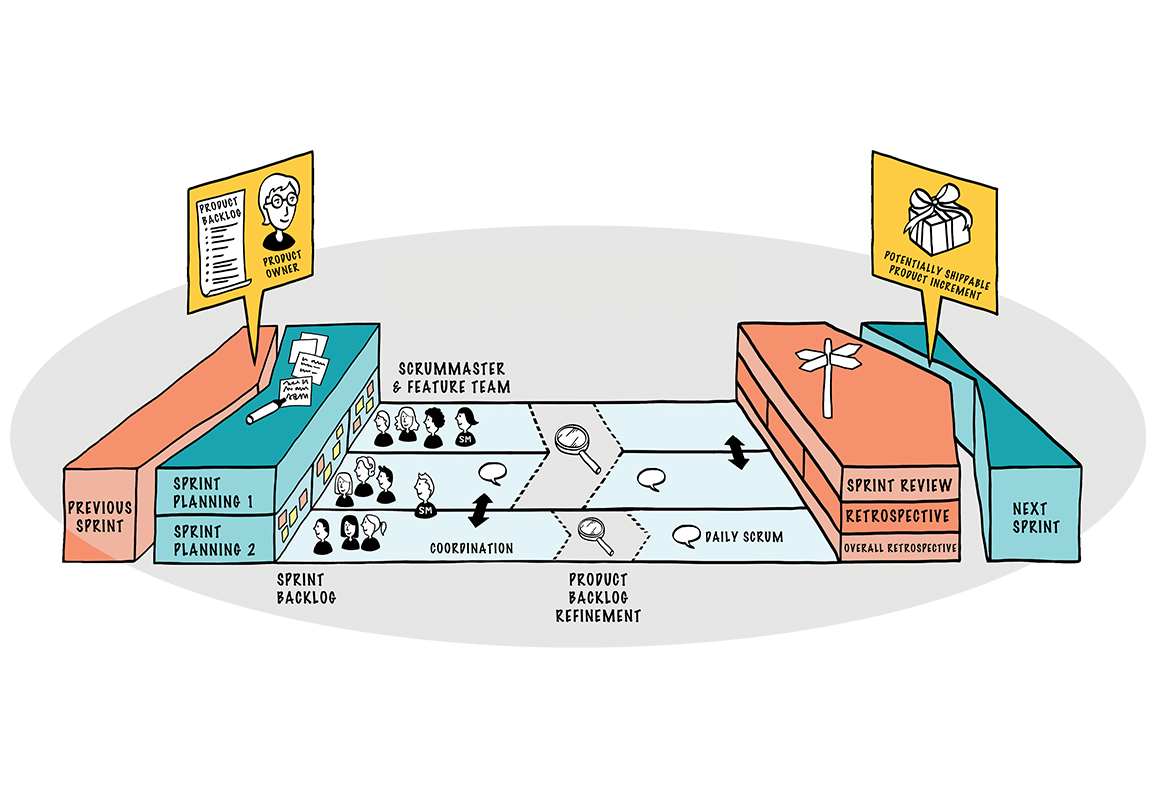 PRODUCT
BACKLOG
PRODUCT
OWNER
POTENTIALLY SHIPPABLE
PRODUCT INCREMENT
SCRUMMASTER
& FEATURE TEAM
SM
SM
PREVIOUS
SPRINT
SPRINT
PLANNING 1
SPRINT
PLANNING 2
COORDINATION
DAILY SCRUM
SPRINT REVIEW
RETROSPECTIVE
OVERALL RETROSPECTIVE
NEXT
SPRINT
SPRINT
BACKLOG
PRODUCT
BACKLOG
REFINEMENT